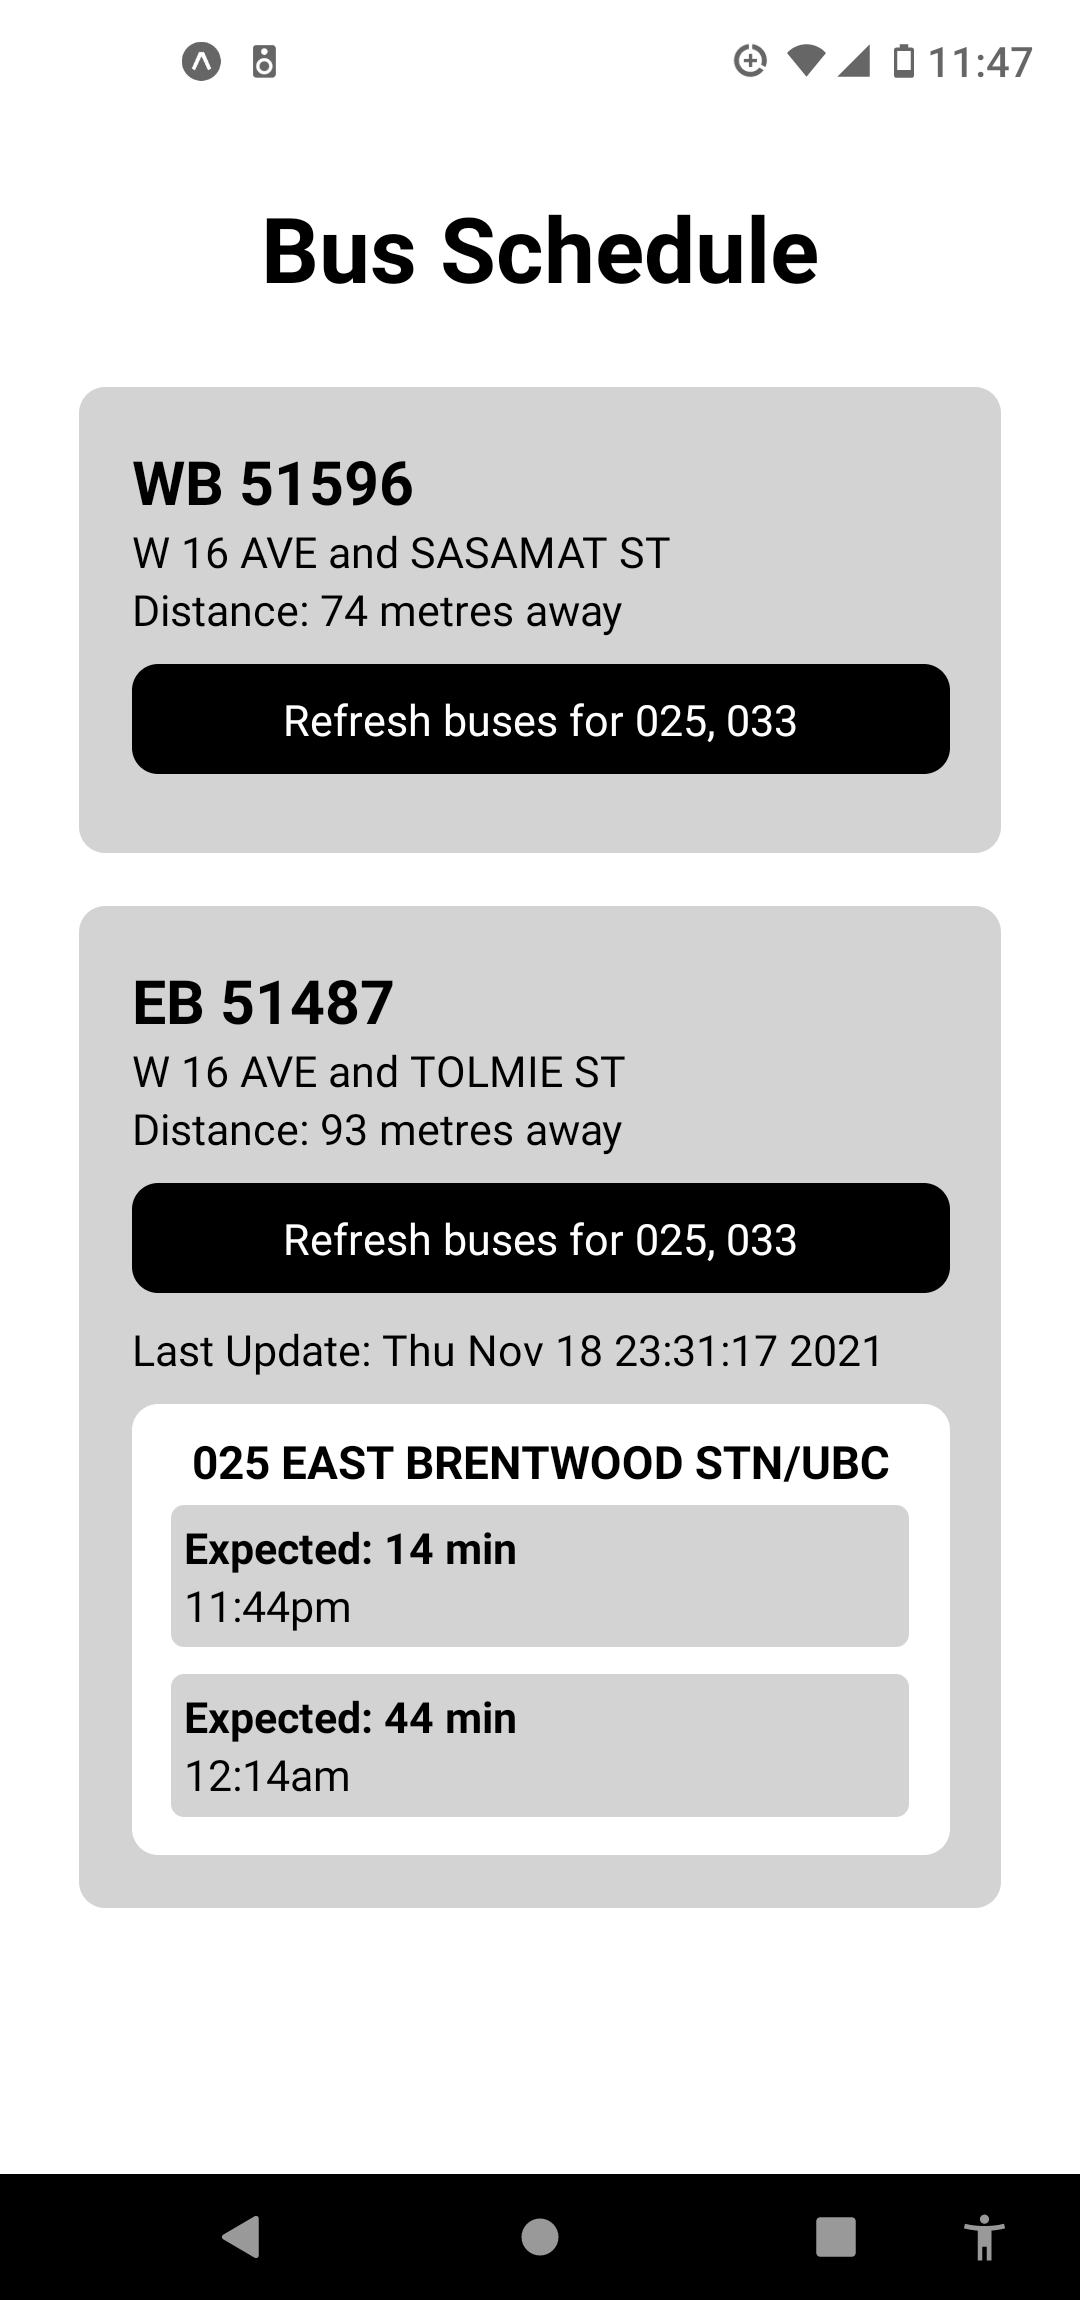 11:47
Bus Schedule
WB 51596
W 16 AVE and SASAMAT ST
Distance: 74 metres away
Refresh buses for 025, 033
EB 51487
W 16 AVE and TOLMIE ST
Distance: 93 metres away
Refresh buses for 025, 033
Last Update: Thu Nov 18 23:31:17 2021
025 EAST BRENTWOOD STN/UBC
Expected: 14 min
11:44pm
Expected: 44 min
12:14am